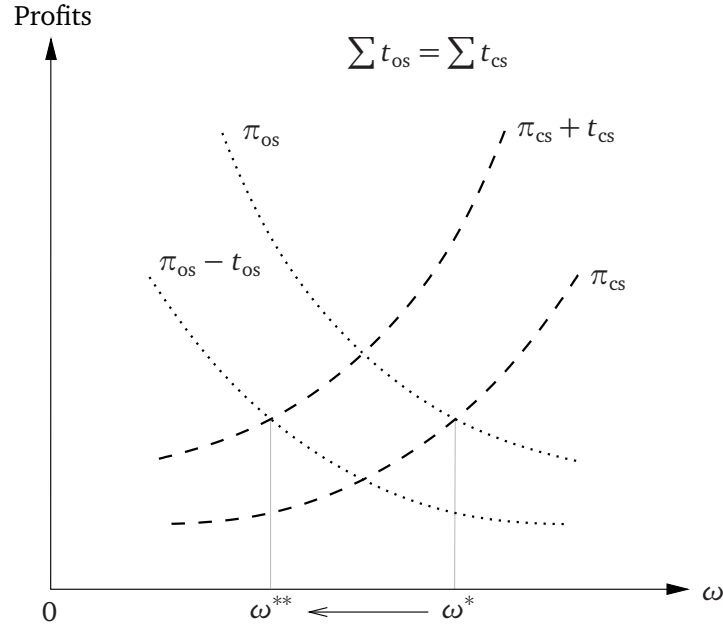 Profits
∑ t_os = ∑ t_cs
π_os
π_cs + t_cs
π_os − t_os
π_cs
0
ω**
ω*
ω